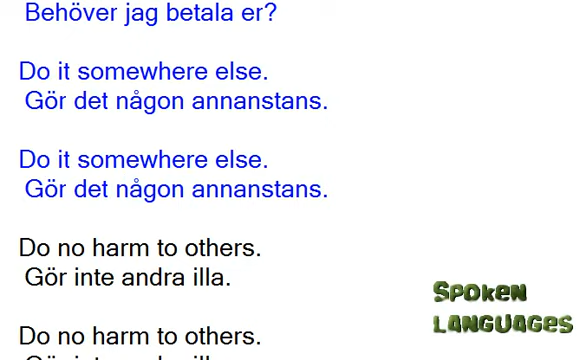 Behöver jag betala er?
Do it somewhere else.
Gör det någon annanstans.
Do it somewhere else.
Gör det någon annanstans.
Do no harm to others.
Gör inte andra illa.
Do no harm to others.
Spoken
Languages